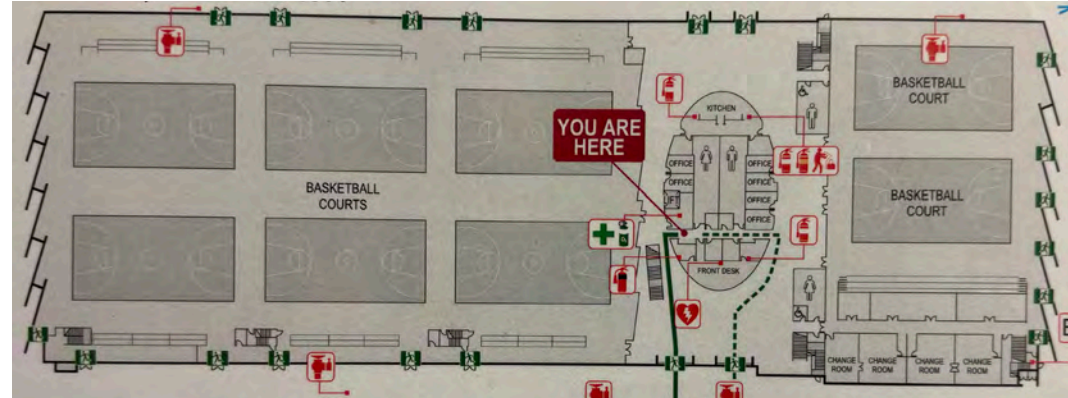 BASKETBALL
COURT
KITCHEN
YOU ARE
HERE
OFFICE
OFFICE
OFFICE
OFFICE
OFFICE
OFFICE
BASKETBALL
COURTS
BASKETBALL
COURT
FRONT DESK
CHANGE
ROOM
CHANGE
ROOM
CHANGE
ROOM
CHANGE
ROOM